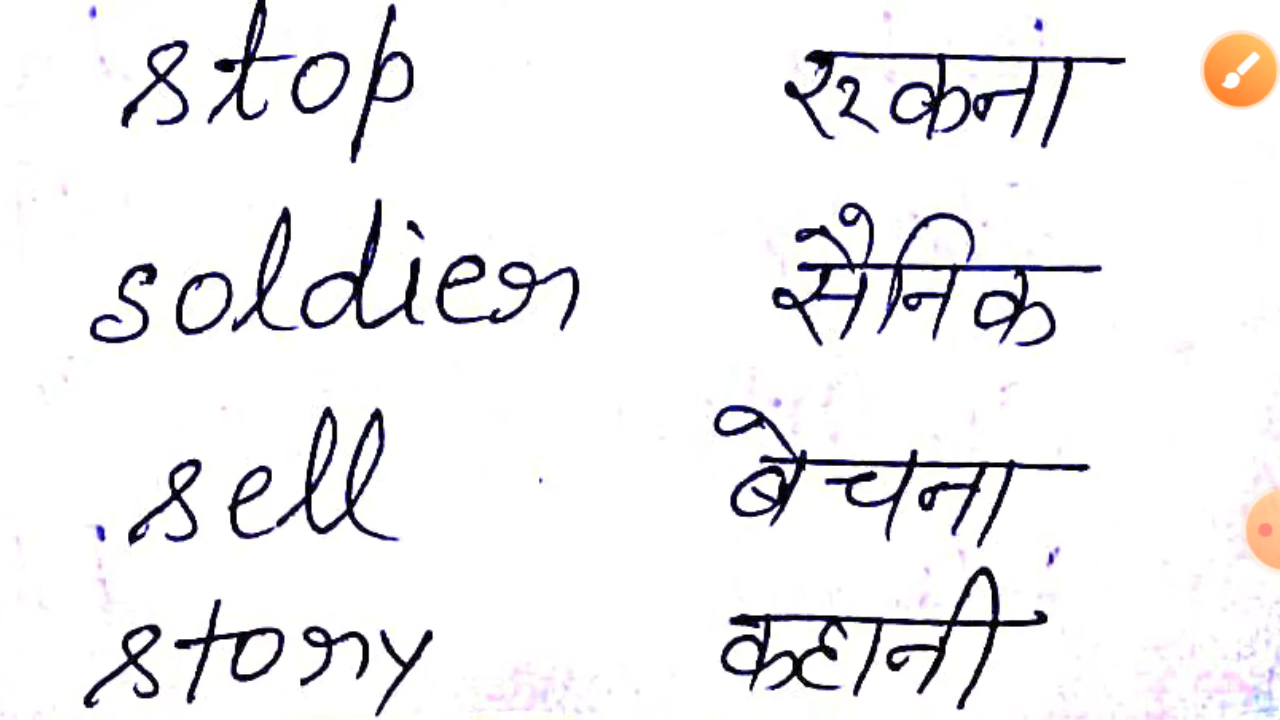 stop रुकना
soldier सैनिक
sell बेचना
story कहानी